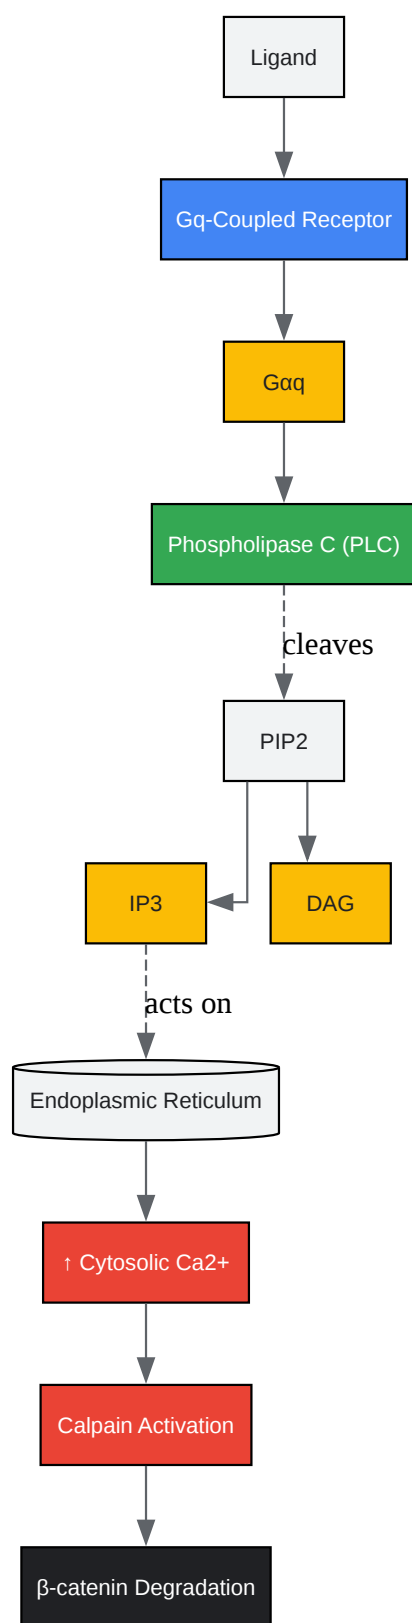 Ligand
Gq-Coupled Receptor
Gαq
Phospholipase C (PLC)
cleaves
PIP2
IP3
DAG
acts on
Endoplasmic Reticulum
↑ Cytosolic Ca2+
Calpain Activation
β-catenin Degradation